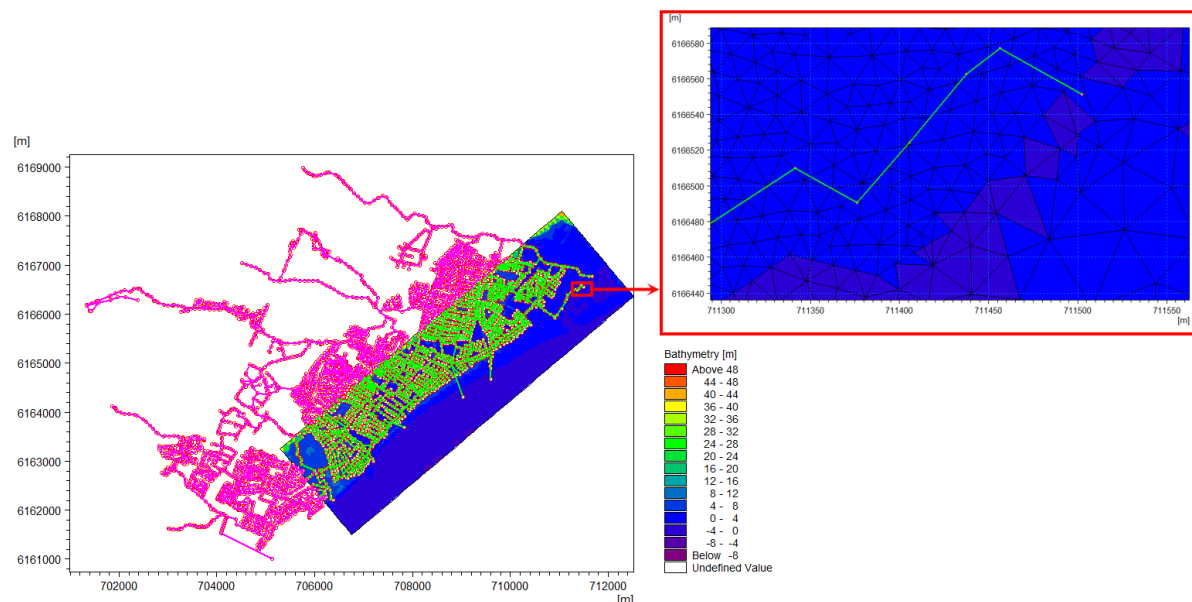 [m]
6169000
6168000
6167000
6166000
6165000
6164000
6163000
6162000
6161000
702000 704000 706000 708000 710000 712000
[m]
[m]
6166580
6166560
6166540
6166520
6166500
6166480
6166460
6166440
711300 711350 711400 711450 711500 711550
[m]
Bathymetry [m]
Above 48
44 - 48
40 - 44
36 - 40
32 - 36
28 - 32
24 - 28
20 - 24
16 - 20
12 - 16
8 - 12
4 - 8
0 - 4
-4 - 0
-8 - -4
Below -8
Undefined Value